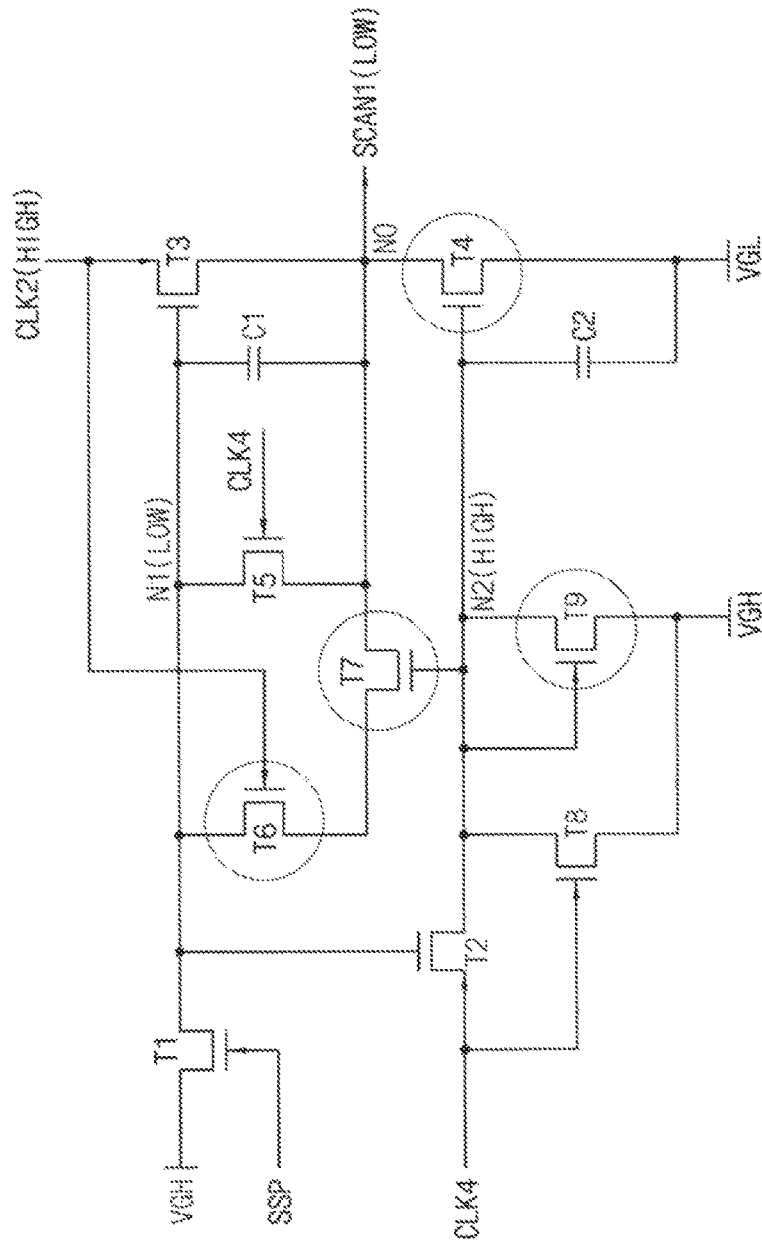 CLK2(HIGH)
N1(LOW)
T1
VGH
T3
CLK4
C1
T6
T5
SSP
T7
SCAN1(LOW)
NO
T4
CLK4
T2
N2(HIGH)
T8
T9
C2
VGH
VGL